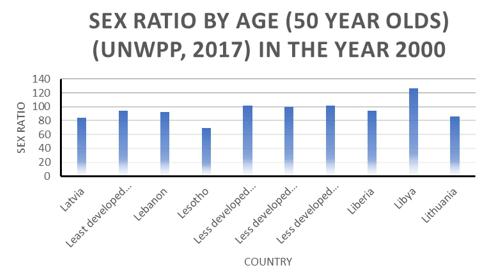 SEX RATIO BY AGE (50 YEAR OLDS)
(UNWPP, 2017) IN THE YEAR 2000
SEX RATIO
140
120
100
80
60
40
20
0
Latvia
Least developed...
Lebanon
Lesotho
Less developed...
Less developed...
Less developed...
Liberia
Libya
Lithuania
COUNTRY